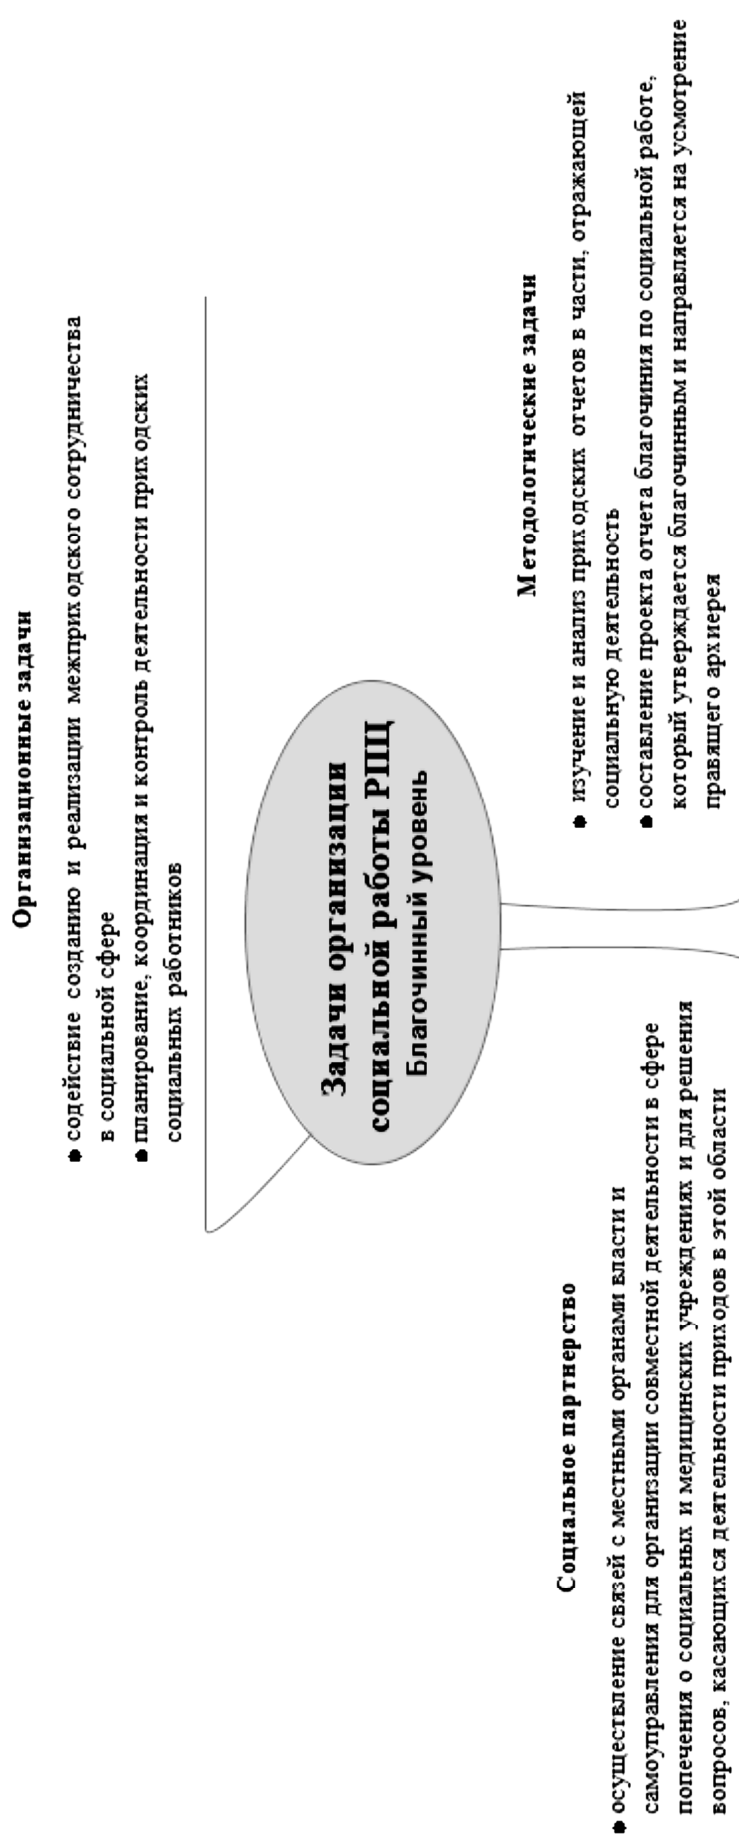 Организационные задачи
содействие созданию и реализации межприходского сотрудничества
в социальной сфере
планирование, координация и контроль деятельности приходских
социальных работников
Задачи организации
социальной работы РПЦ
Благочинный уровень
Социальное партнерство
осуществление связей с местными органами власти и
самоуправления для организации совместной деятельности в сфере
попечения о социальных и медицинских учреждениях и для решения
вопросов, касающихся деятельности приходов в этой области
Методологические задачи
изучение и анализ приходских отчетов в части, отражающей
социальную деятельность
составление проекта отчета благочиния по социальной работе,
который утверждается благочинным и направляется на усмотрение
правящего архиерея